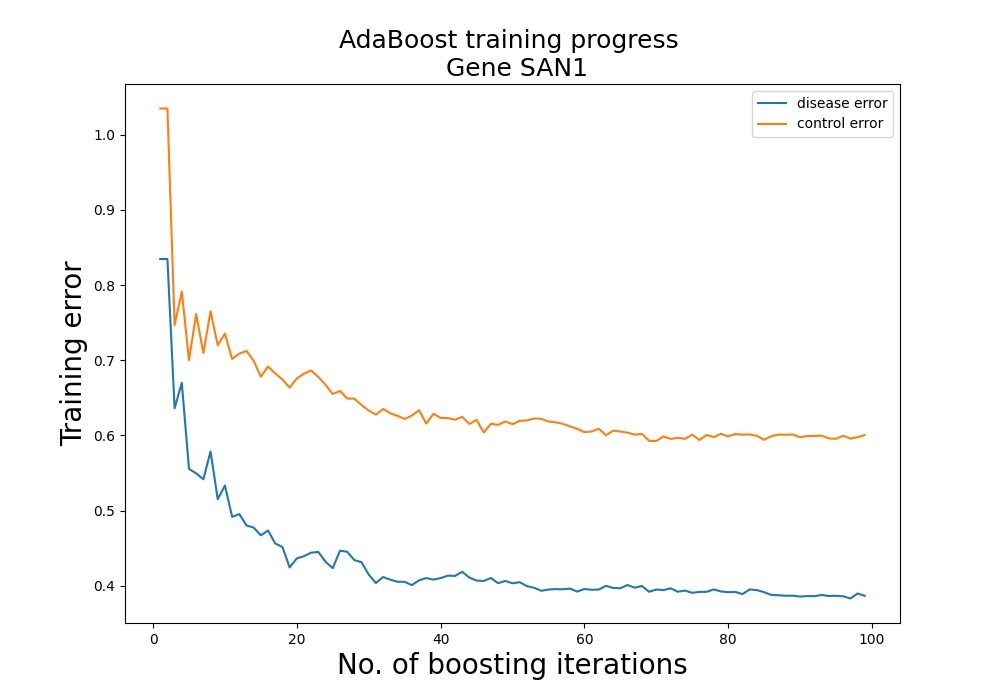 AdaBoost training progress
Gene SAN1
disease error
control error
Training error
1.0
0.9
0.8
0.7
0.6
0.5
0.4
0
20
40
60
80
100
No. of boosting iterations